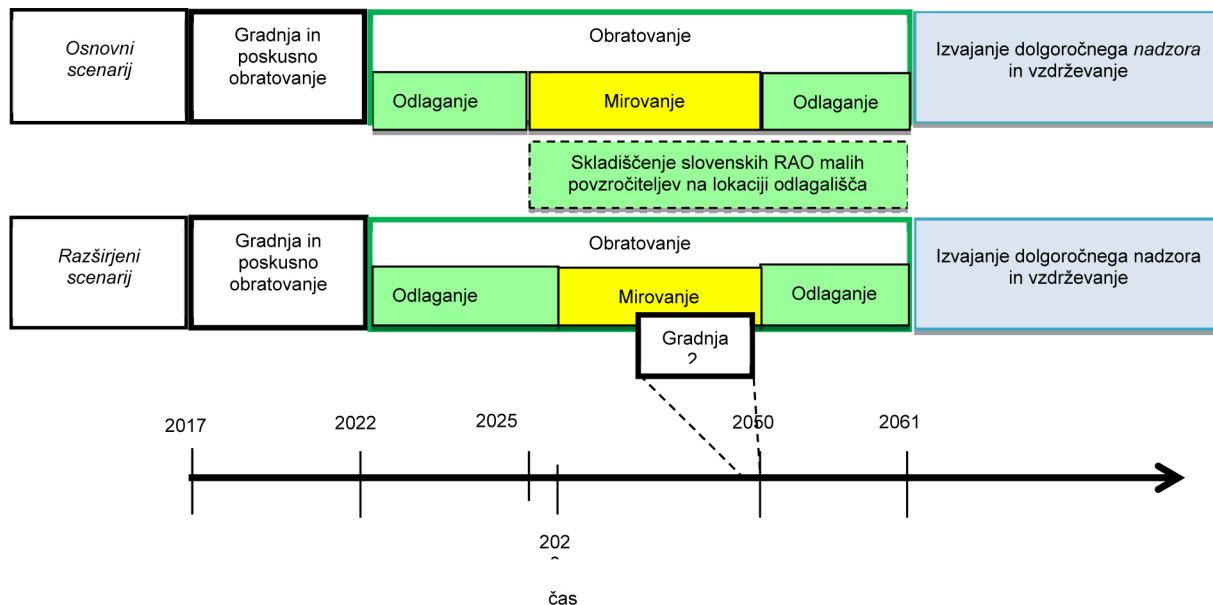 Osnovni
scenarij
Gradnja in
poskusno
obratovanje
Obratovanje
Odlaganje
Mirovanje
Odlaganje
Izvajanje dolgoročnega nadzora
in vzdrževanje
Skladiščenje slovenskih RAO malih
povzročiteljev na lokaciji odlagališča
Razširjeni
scenarij
Gradnja in
poskusno
obratovanje
Obratovanje
Odlaganje
Mirovanje
Odlaganje
Izvajanje dolgoročnega nadzora
in vzdrževanje
Gradnja
2
2017
2022
2025
2050
2061
202
čas